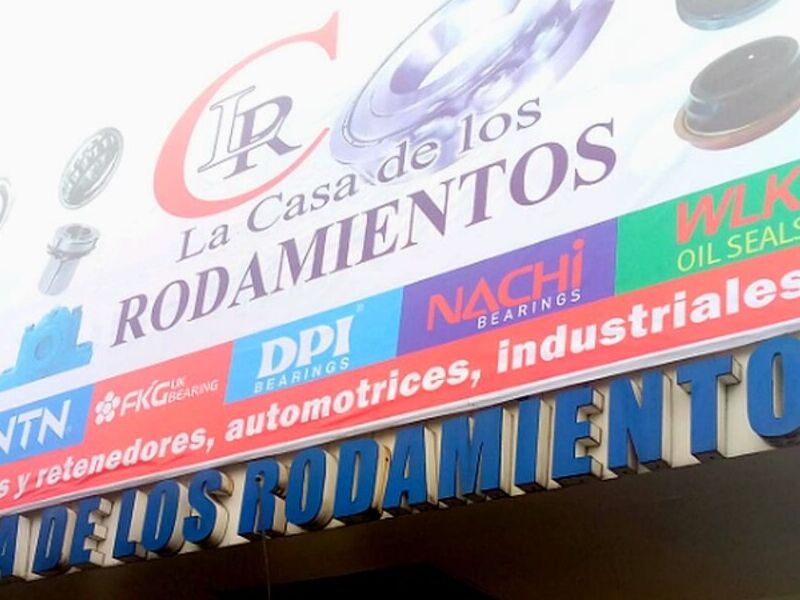 CLR
La Casa de los
RODAMIENTOS
NTN
FKG UK BEARING
DPI
BEARINGS
NACHi
BEARINGS
WLK
OIL SEALS
s y retenedores, automotrices, industriales
A DE LOS RODAMIENTO